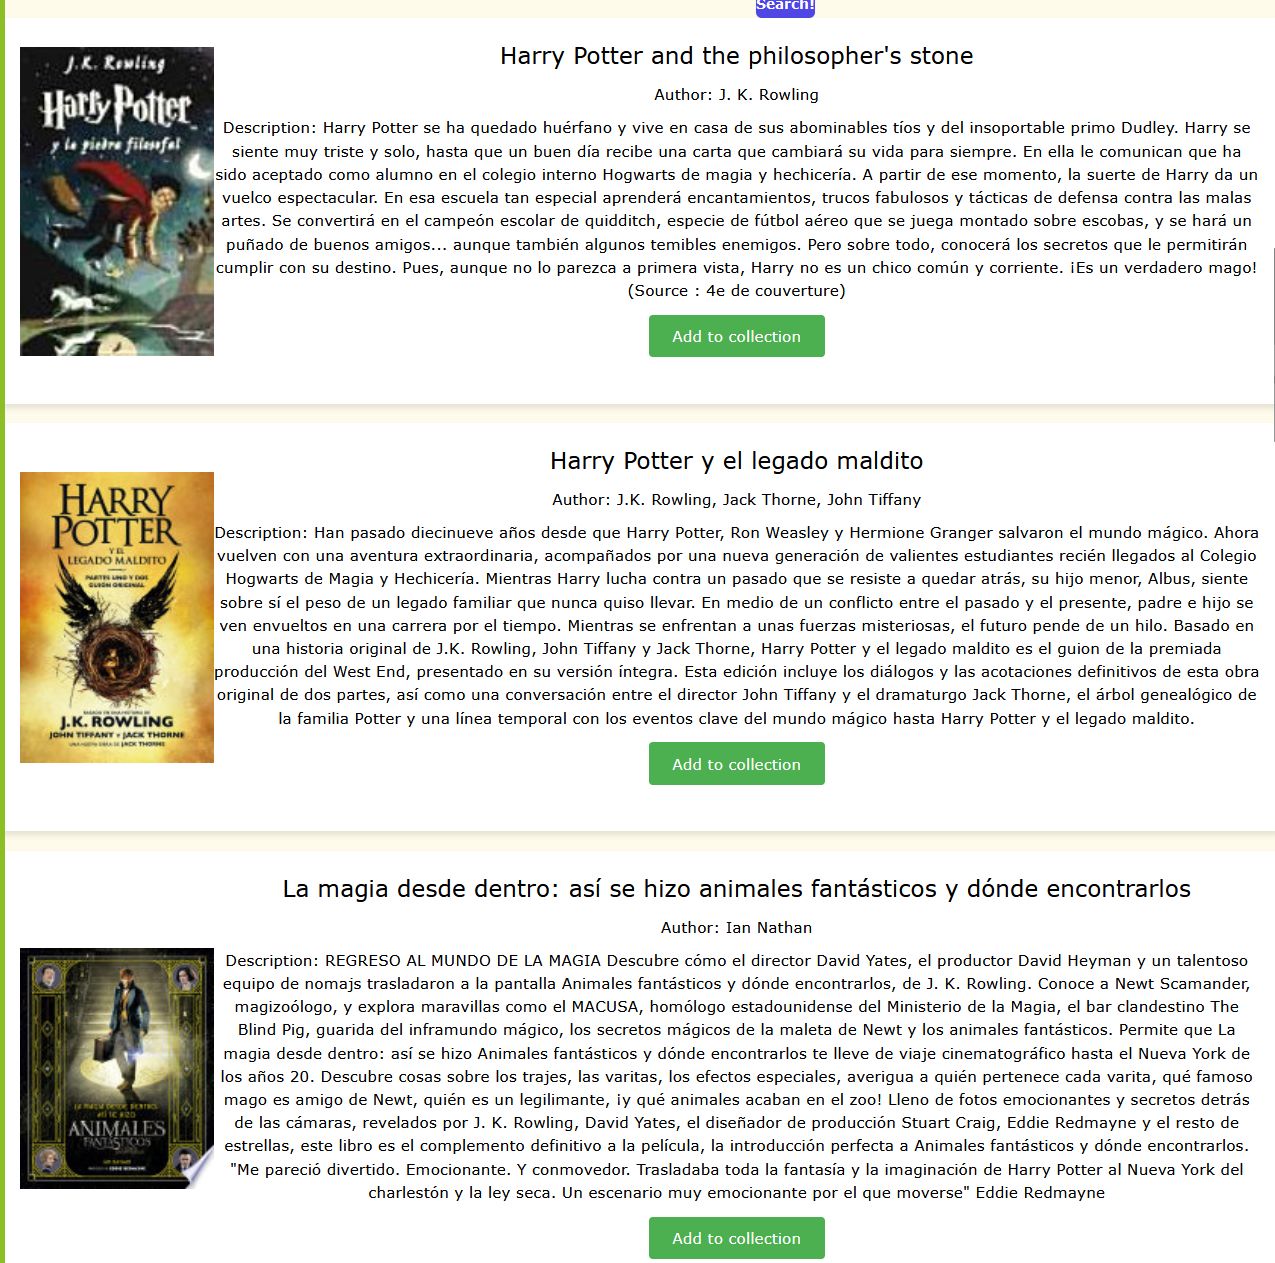 Search!
J.K. Rowling
Harry Potter
y la piedra filosofal
Harry Potter and the philosopher's stone
Author: J. K. Rowling
Description: Harry Potter se ha quedado huérfano y vive en casa de sus abominables tíos y del insoportable primo Dudley. Harry se
siente muy triste y solo, hasta que un buen día recibe una carta que cambiará su vida para siempre. En ella le comunican que ha
sido aceptado como alumno en el colegio interno Hogwarts de magia y hechicería. A partir de ese momento, la suerte de Harry da un
vuelco espectacular. En esa escuela tan especial aprenderá encantamientos, trucos fabulosos y tácticas de defensa contra las malas
artes. Se convertirá en el campeón escolar de quidditch, especie de fútbol aéreo que se juega montado sobre escobas, y se hará un
puñado de buenos amigos... aunque también algunos temibles enemigos. Pero sobre todo, conocerá los secretos que le permitirán
cumplir con su destino. Pues, aunque no lo parezca a primera vista, Harry no es un chico común y corriente. ¡Es un verdadero mago!
(Source : 4e de couverture)
Add to collection
HARRY
POTTER
Y EL
LEGADO MALDITO
PARTES UNO Y DOS
GUIÓN ORIGINAL
BASADO EN UNA HISTORIA DE
J.K. ROWLING
JOHN TIFFANY Y JACK THORNE
UNA NUEVA OBRA DE JACK THORNE
Harry Potter y el legado maldito
Author: J.K. Rowling, Jack Thorne, John Tiffany
Description: Han pasado diecinueve años desde que Harry Potter, Ron Weasley y Hermione Granger salvaron el mundo mágico. Ahora
vuelven con una aventura extraordinaria, acompañados por una nueva generación de valientes estudiantes recién llegados al Colegio
Hogwarts de Magia y Hechicería. Mientras Harry lucha contra un pasado que se resiste a quedar atrás, su hijo menor, Albus, siente
sobre sí el peso de un legado familiar que nunca quiso llevar. En medio de un conflicto entre el pasado y el presente, padre e hijo se
ven envueltos en una carrera por el tiempo. Mientras se enfrentan a unas fuerzas misteriosas, el futuro pende de un hilo. Basado en
una historia original de J.K. Rowling, John Tiffany y Jack Thorne, Harry Potter y el legado maldito es el guion de la premiada
producción del West End, presentado en su versión íntegra. Esta edición incluye los diálogos y las acotaciones definitivos de esta obra
original de dos partes, así como una conversación entre el director John Tiffany y el dramaturgo Jack Thorne, el árbol genealógico de
la familia Potter y una línea temporal con los eventos clave del mundo mágico hasta Harry Potter y el legado maldito.
Add to collection
LA MAGIA DESDE DENTRO:
ASÍ SE HIZO
ANIMALES
FANTÁSTICOS
La magia desde dentro: así se hizo animales fantásticos y dónde encontrarlos
Author: Ian Nathan
Description: REGRESO AL MUNDO DE LA MAGIA Descubre cómo el director David Yates, el productor David Heyman y un talentoso
equipo de nomajs trasladaron a la pantalla Animales fantásticos y dónde encontrarlos, de J. K. Rowling. Conoce a Newt Scamander,
magizoólogo, y explora maravillas como el MACUSA, homólogo estadounidense del Ministerio de la Magia, el bar clandestino The
Blind Pig, guarida del inframundo mágico, los secretos mágicos de la maleta de Newt y los animales fantásticos. Permite que La
magia desde dentro: así se hizo Animales fantásticos y dónde encontrarlos te lleve de viaje cinematográfico hasta el Nueva York de
los años 20. Descubre cosas sobre los trajes, las varitas, los efectos especiales, averigua a quién pertenece cada varita, qué famoso
mago es amigo de Newt, quién es un legilimante, ¡y qué animales acaban en el zoo! Lleno de fotos emocionantes y secretos detrás
de las cámaras, revelados por J. K. Rowling, David Yates, el diseñador de producción Stuart Craig, Eddie Redmayne y el resto de
estrellas, este libro es el complemento definitivo a la película, la introducción perfecta a Animales fantásticos y dónde encontrarlos.
"Me pareció divertido. Emocionante. Y conmovedor. Trasladaba toda la fantasía y la imaginación de Harry Potter al Nueva York del
charlestón y la ley seca. Un escenario muy emocionante por el que moverse" Eddie Redmayne
Add to collection